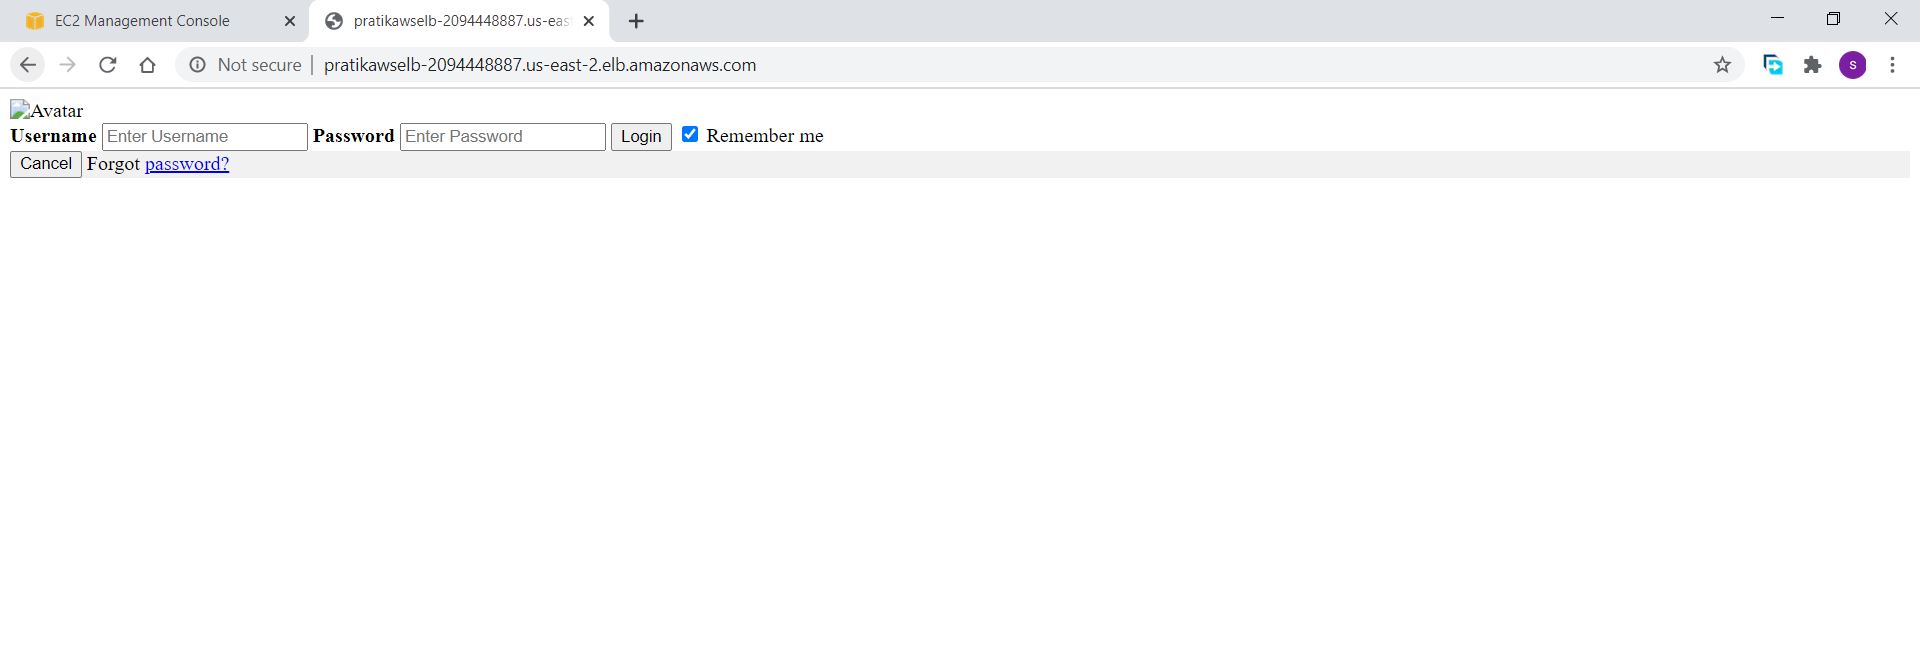 EC2 Management Console
pratikawselb-2094448887.us-eas
Not secure | pratikawselb-2094448887.us-east-2.elb.amazonaws.com
s
Avatar
Username Enter Username Password Enter Password Login Remember me
Cancel Forgot password?